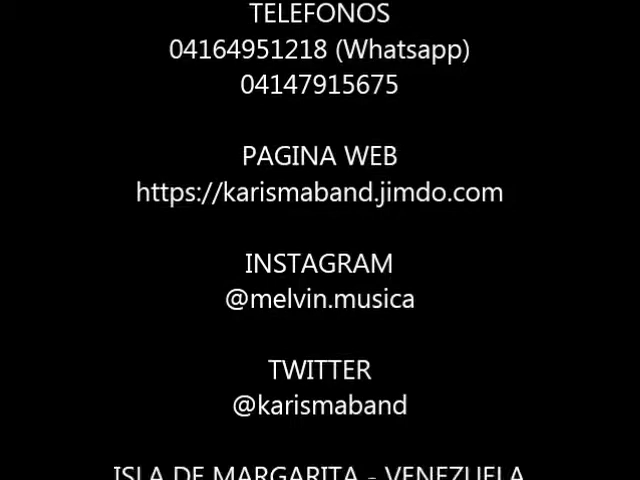 TELEFONOS
04164951218 (Whatsapp)
04147915675
PAGINA WEB
https://karismaband.jimdo.com
INSTAGRAM
@melvin.musica
TWITTER
@karismaband
ISLA DE MARGARITA - VENEZUELA